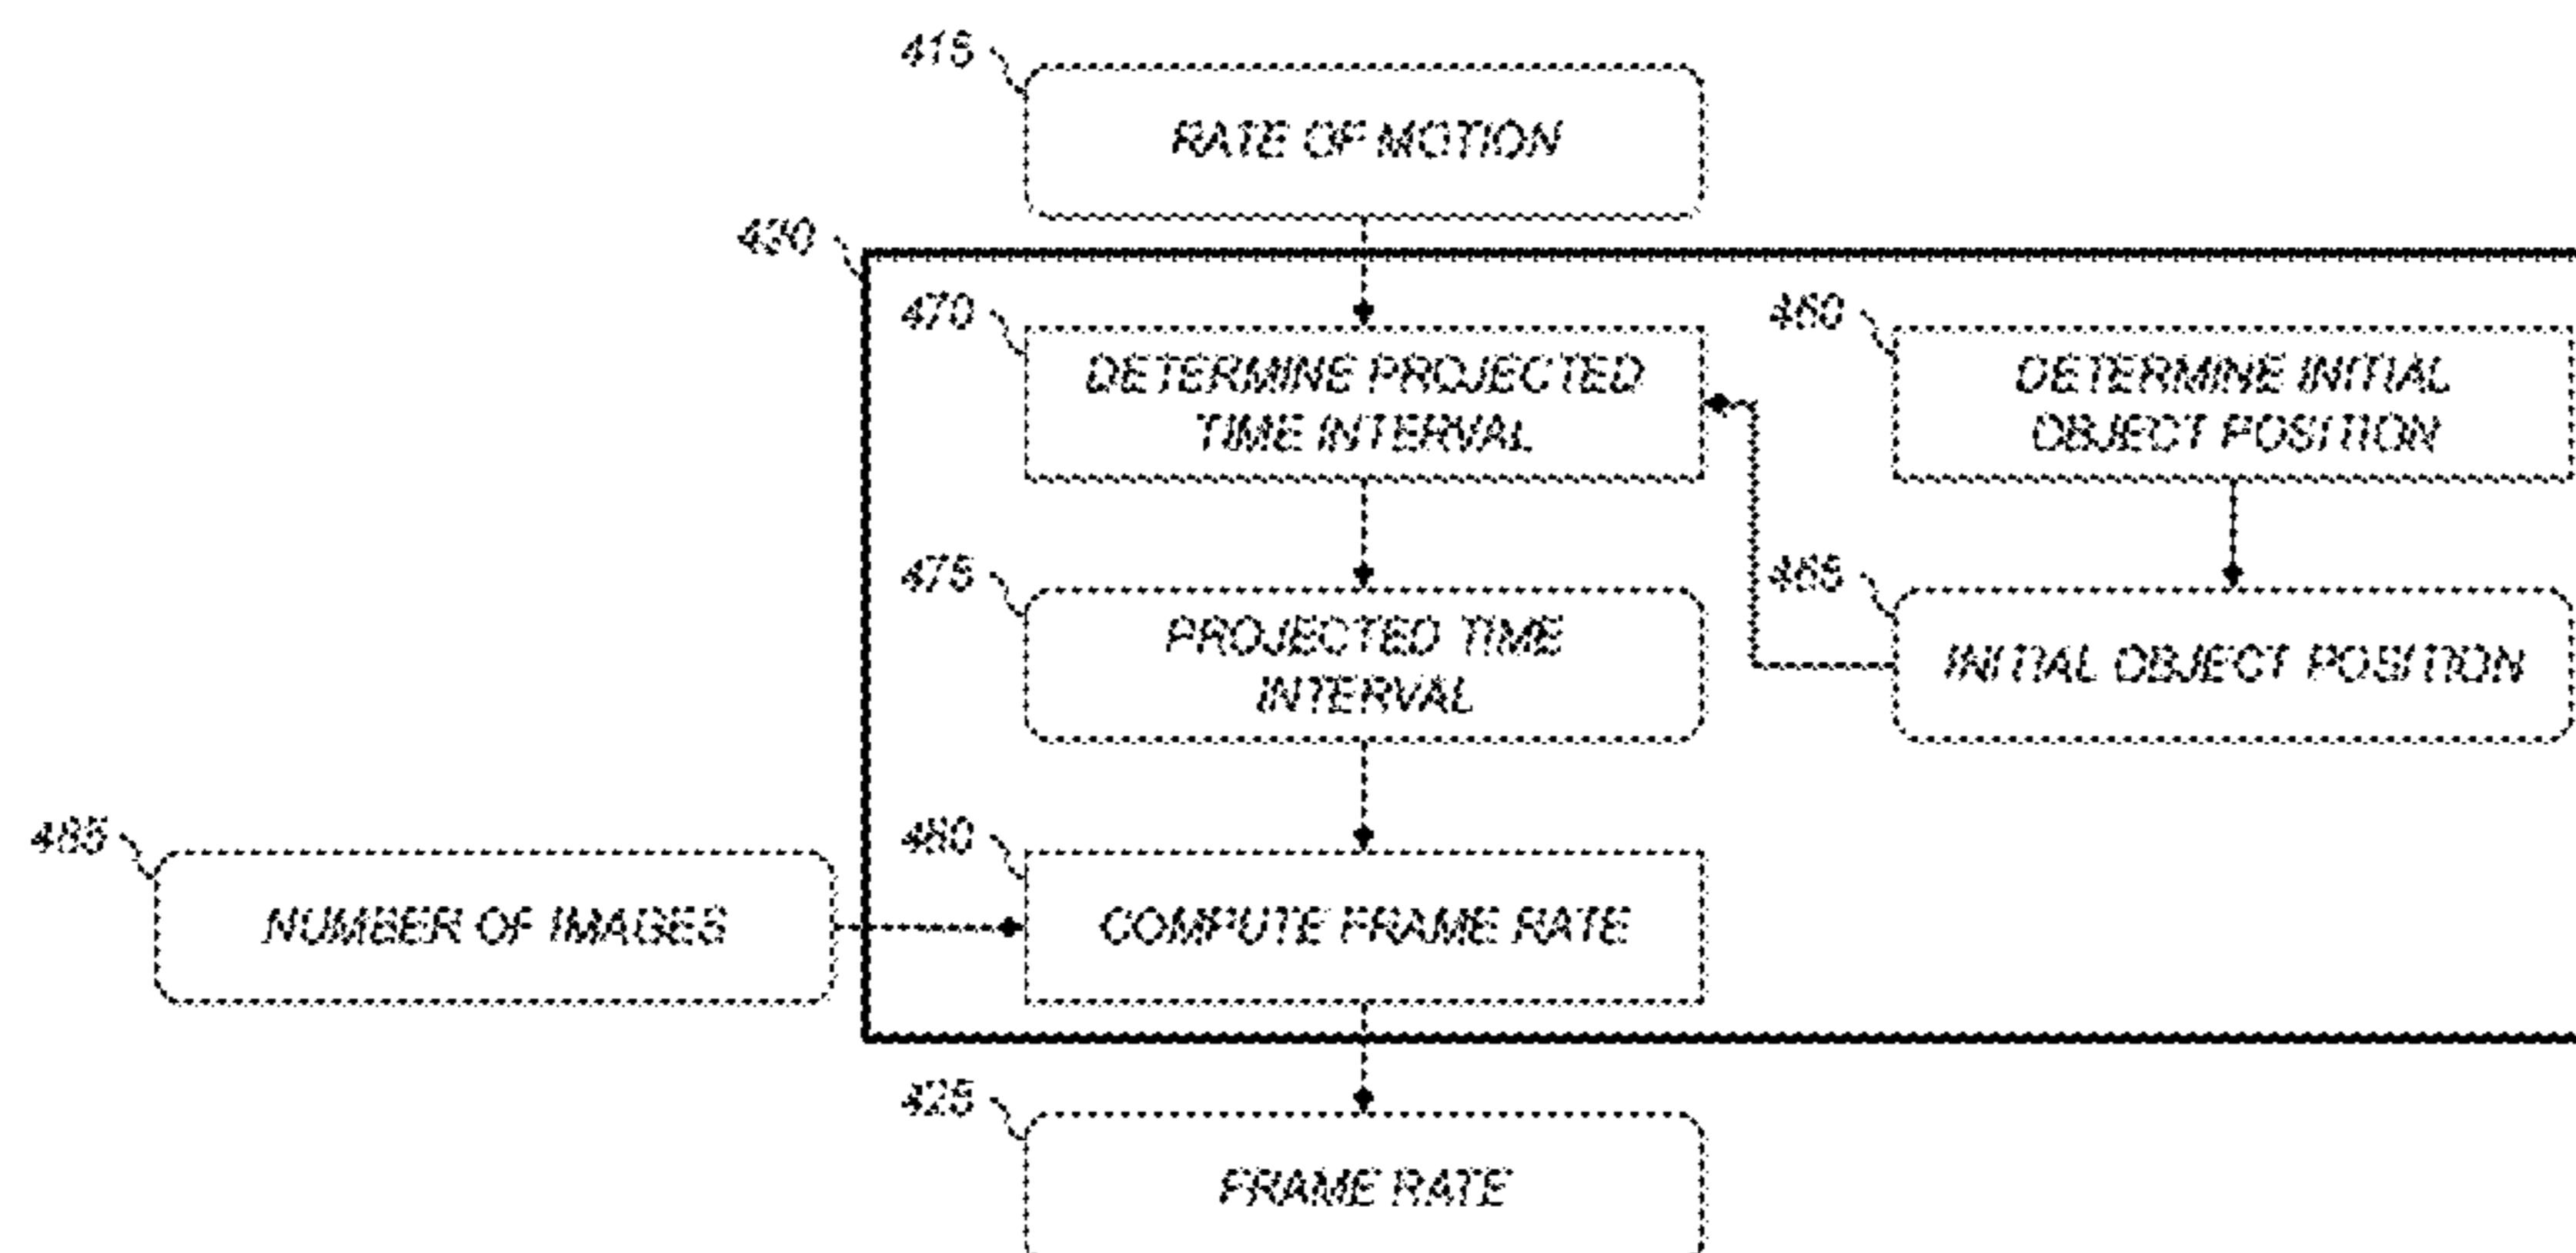 415
RATE OF MOTION
470
DETERMINE PROJECTED
TIME INTERVAL
460
DETERMINE INITIAL
OBJECT POSITION
475
PROJECTED TIME
INTERVAL
465
INITIAL OBJECT POSITION
485
NUMBER OF IMAGES
480
COMPUTE FRAME RATE
425
FRAME RATE